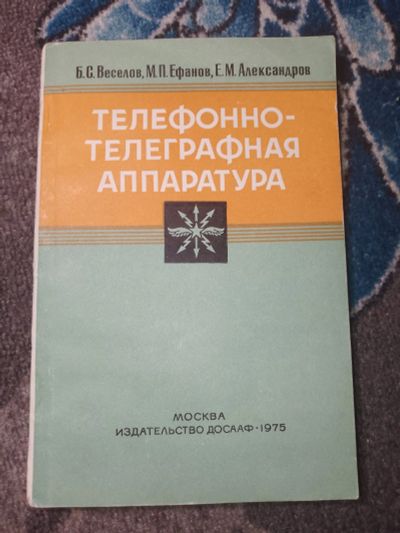 Б.С.Веселов, М.П.Ефанов, Е.М.Александров
ТЕЛЕФОННО-
ТЕЛЕГРАФНАЯ
АППАРАТУРА
МОСКВА
ИЗДАТЕЛЬСТВО ДОСААФ·1975